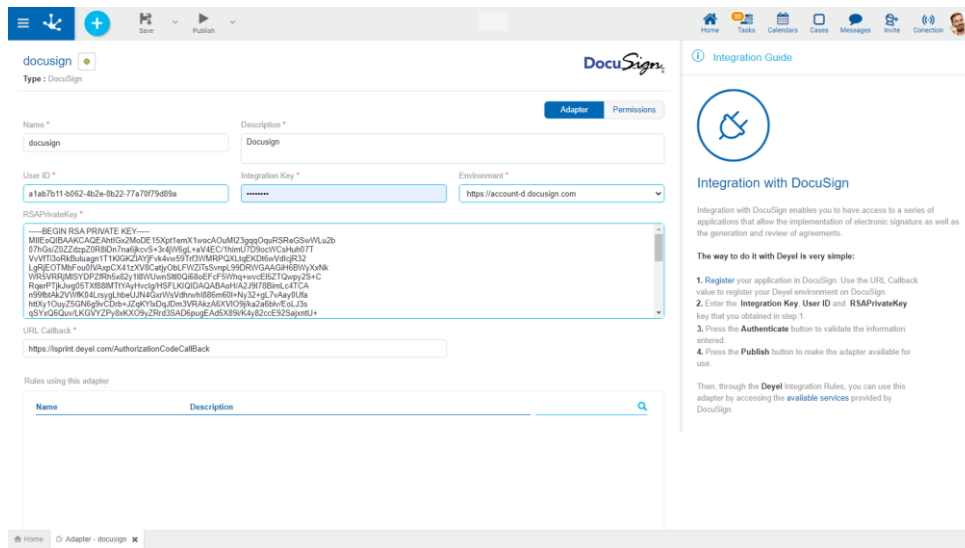 Save
Publish
Home
Tasks
Calendars
Cases
Messages
Invite
Conection
docusign
Type : DocuSign
DocuSign
Adapter
Permissions
Name *
Description *
docusign
Docusign
User ID *
Integration Key *
Environment *
a1ab7b11-b062-4b2e-8b22-77a70f79d89a
••••••••
https://account-d.docusign.com
RSAPrivateKey *
-----BEGIN RSA PRIVATE KEY-----
URL Callback *
https://isprint.deyel.com/AuthorizationCodeCallBack
Rules using this adapter
Name
Description
Integration Guide
Integration with DocuSign
Integration with DocuSign enables you to have access to a series of
applications that allow the implementation of electronic signature as well as
the generation and review of agreements.
The way to do it with Deyel is very simple:
1. Register your application in DocuSign. Use the URL Callback
value to register your Deyel environment on DocuSign.
2. Enter the Integration Key, User ID and RSAPrivateKey
key that you obtained in step 1.
3. Press the Authenticate button to validate the information
entered.
4. Press the Publish button to make the adapter available for
use.
Then, through the Deyel Integration Rules, you can use this
adapter by accessing the available services provided by
DocuSign.
Home
Adapter - docusign